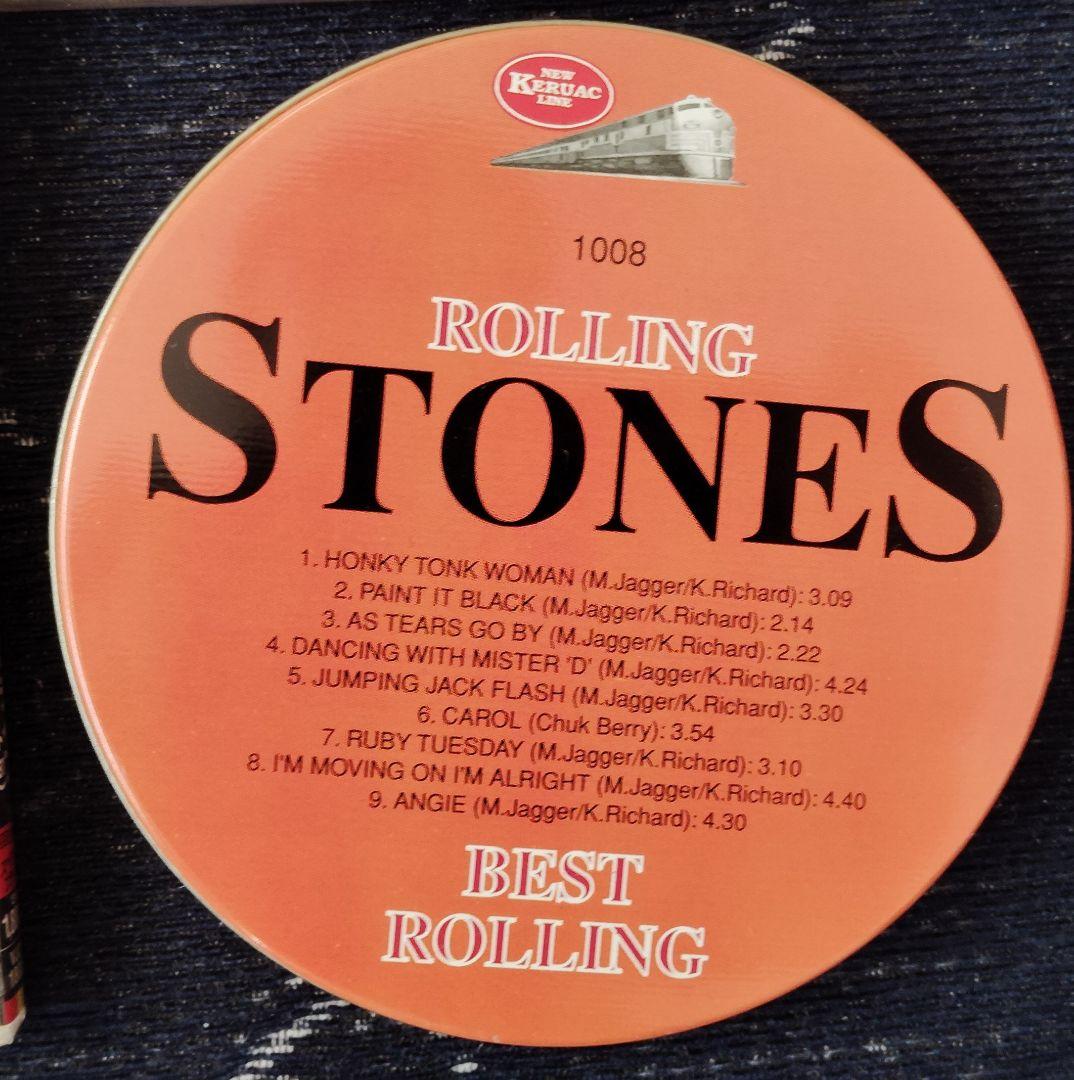 NEW
KERUAC
LINE
1008
ROLLING
STONES
1. HONKY TONK WOMAN (M.Jagger/K.Richard): 3.09
2. PAINT IT BLACK (M.Jagger/K.Richard): 2.14
3. AS TEARS GO BY (M.Jagger/K.Richard): 2.22
4. DANCING WITH MISTER 'D' (M.Jagger/K.Richard): 4.24
5. JUMPING JACK FLASH (M.Jagger/K.Richard): 3.30
6. CAROL (Chuk Berry): 3.54
7. RUBY TUESDAY (M.Jagger/K.Richard): 3.10
8. I'M MOVING ON I'M ALRIGHT (M.Jagger/K.Richard): 4.40
9. ANGIE (M.Jagger/K.Richard): 4.30
BEST
ROLLING